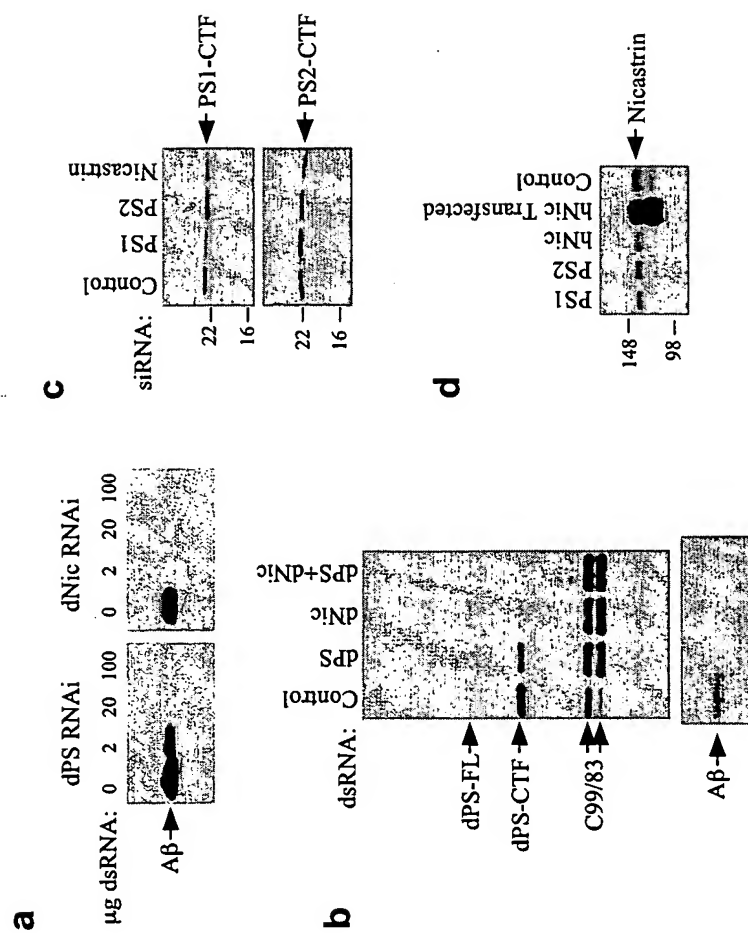 a
dPS RNAi
dNic RNAi
μg dsRNA: 0 2 20 100 0 2 20 100
Aβ
b
dsRNA: Control dPS dNic dPS+dNic
dPS-FL
dPS-CTF
C99/83
Aβ
c
siRNA: Control PS1 PS2 Nicastrin
22
16
PS1-CTF
22
16
PS2-CTF
d
PS1 PS2 hNic hNic Transfected Control
148
98
Nicastrin